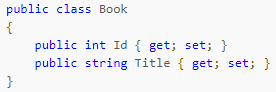 public class Book
{
    public int Id { get; set; }
    public string Title { get; set; }
}